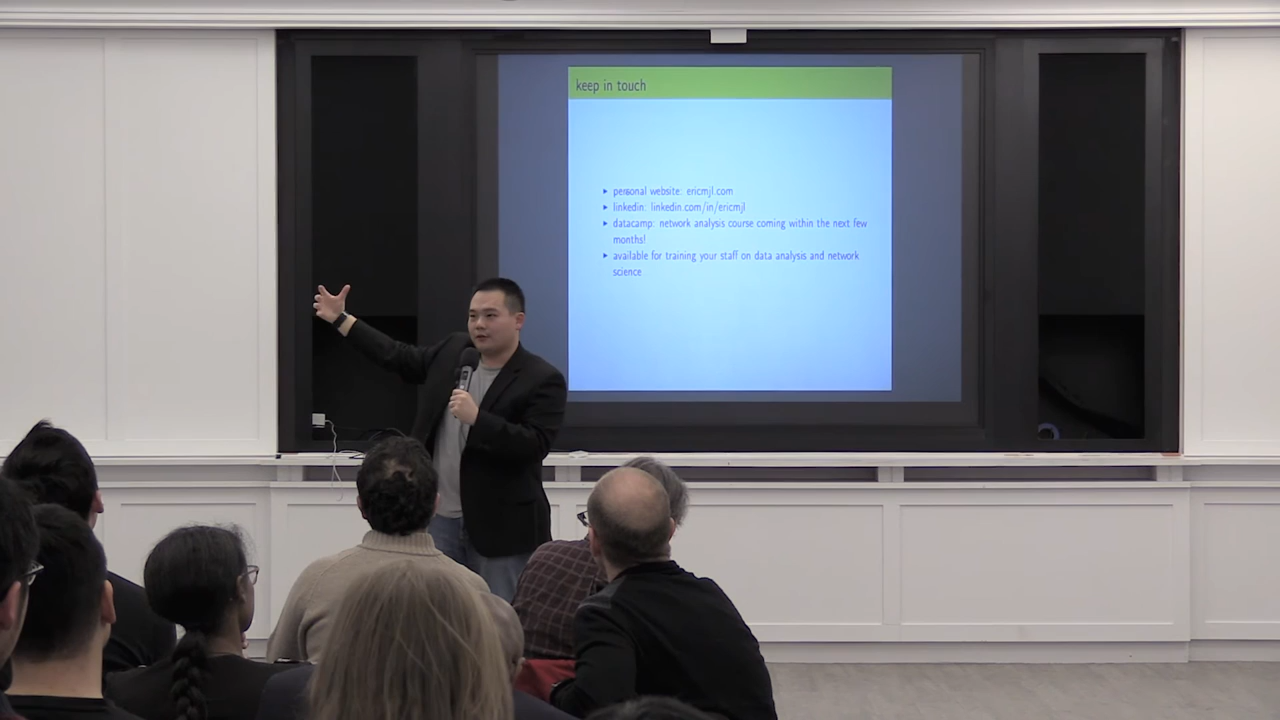 keep in touch
▶ personal website: ericmjl.com
▶ linkedin: linkedin.com/in/ericmjl
▶ datacamp: network analysis course coming within the next few
months!
▶ available for training your staff on data analysis and network
science